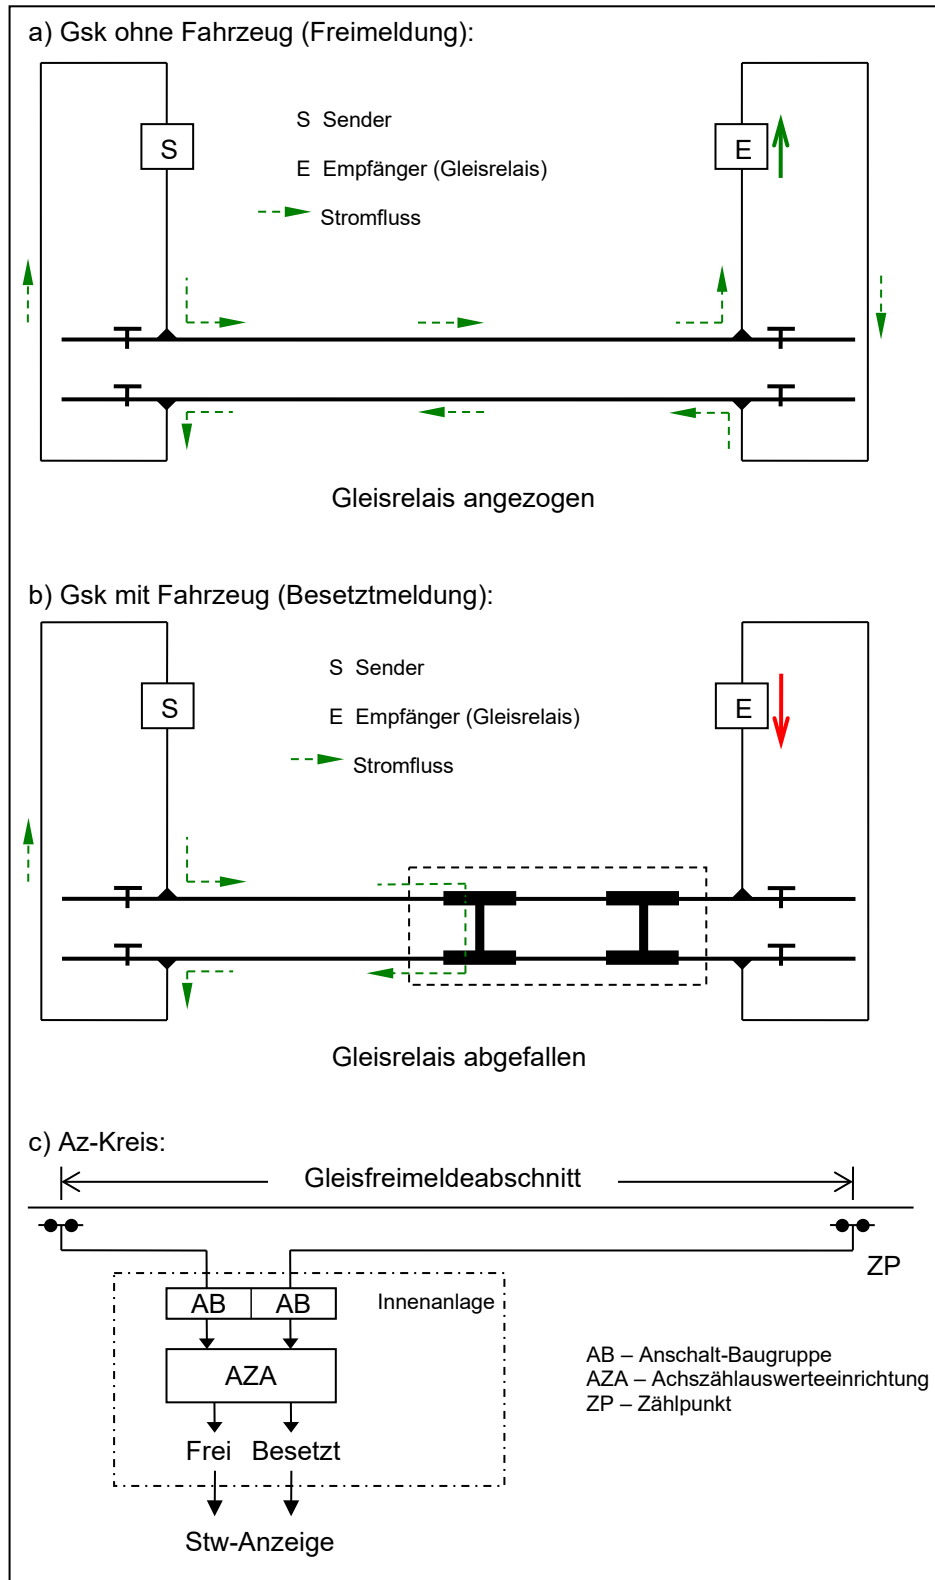 a) Gsk ohne Fahrzeug (Freimeldung):
S Sender
S
E
E Empfänger (Gleisrelais)
Stromfluss
Gleisrelais angezogen
b) Gsk mit Fahrzeug (Besetztmeldung):
S Sender
S
E
E Empfänger (Gleisrelais)
Stromfluss
Gleisrelais abgefallen
c) Az-Kreis:
Gleisfreimeldeabschnitt
ZP
AB AB
Innenanlage
AZA
AB – Anschalt-Baugruppe
AZA – Achszählauswerteeinrichtung
ZP – Zählpunkt
Frei Besetzt
Stw-Anzeige